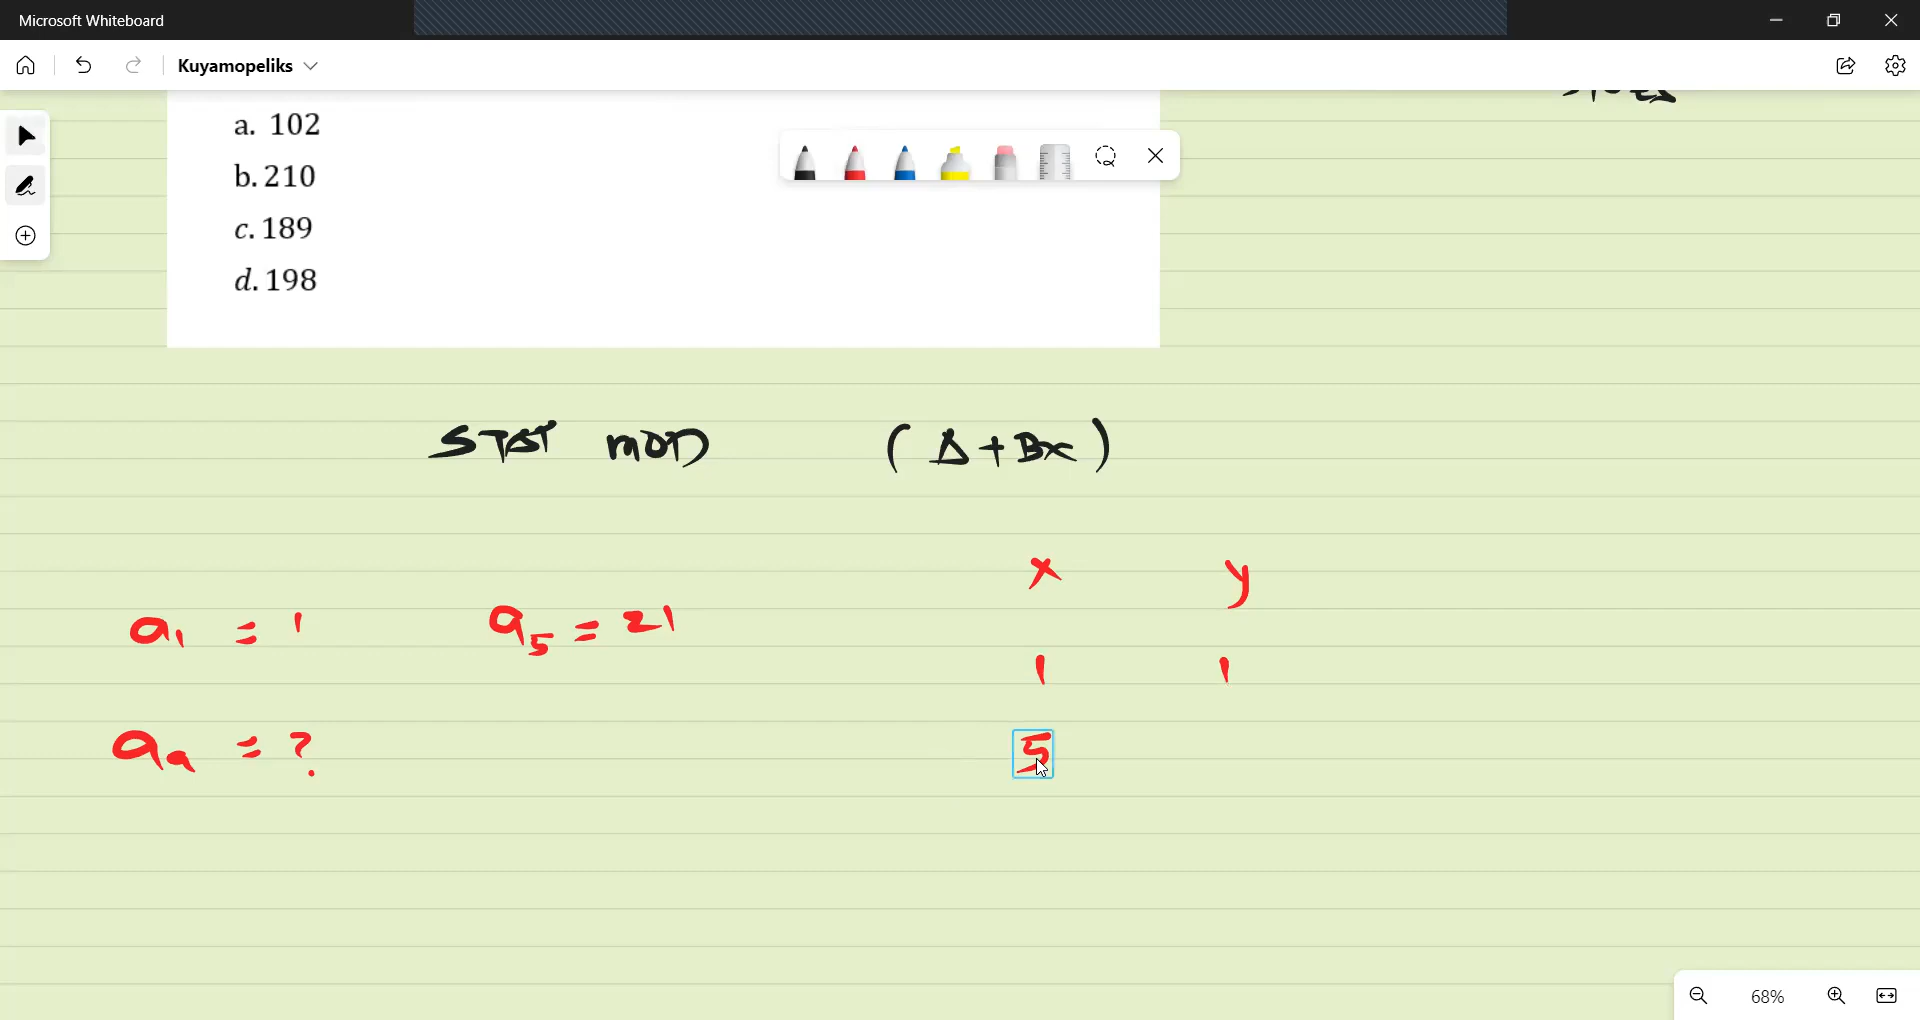 Microsoft Whiteboard
Kuyamopeliks
a. 102
b. 210
c. 189
d. 198
STAT MOD (A+Bx)
x y
a1 = 1 a5 = 21
1 1
a9 = ?
5
68%